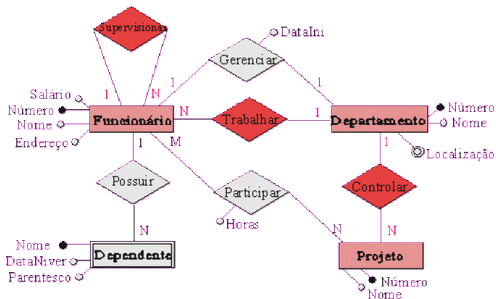 Supervisionar
DataIni
1
Gerenciar
1
Salário
1
N
Número
Número
Nome
Funcionário
N
Trabalhar
1
Departamento
Nome
Endereço
1
M
1
Localização
Possuir
Participar
Controlar
Horas
N
N
N
Nome
DataNiver
Dependente
Projeto
Parentesco
Número
Nome